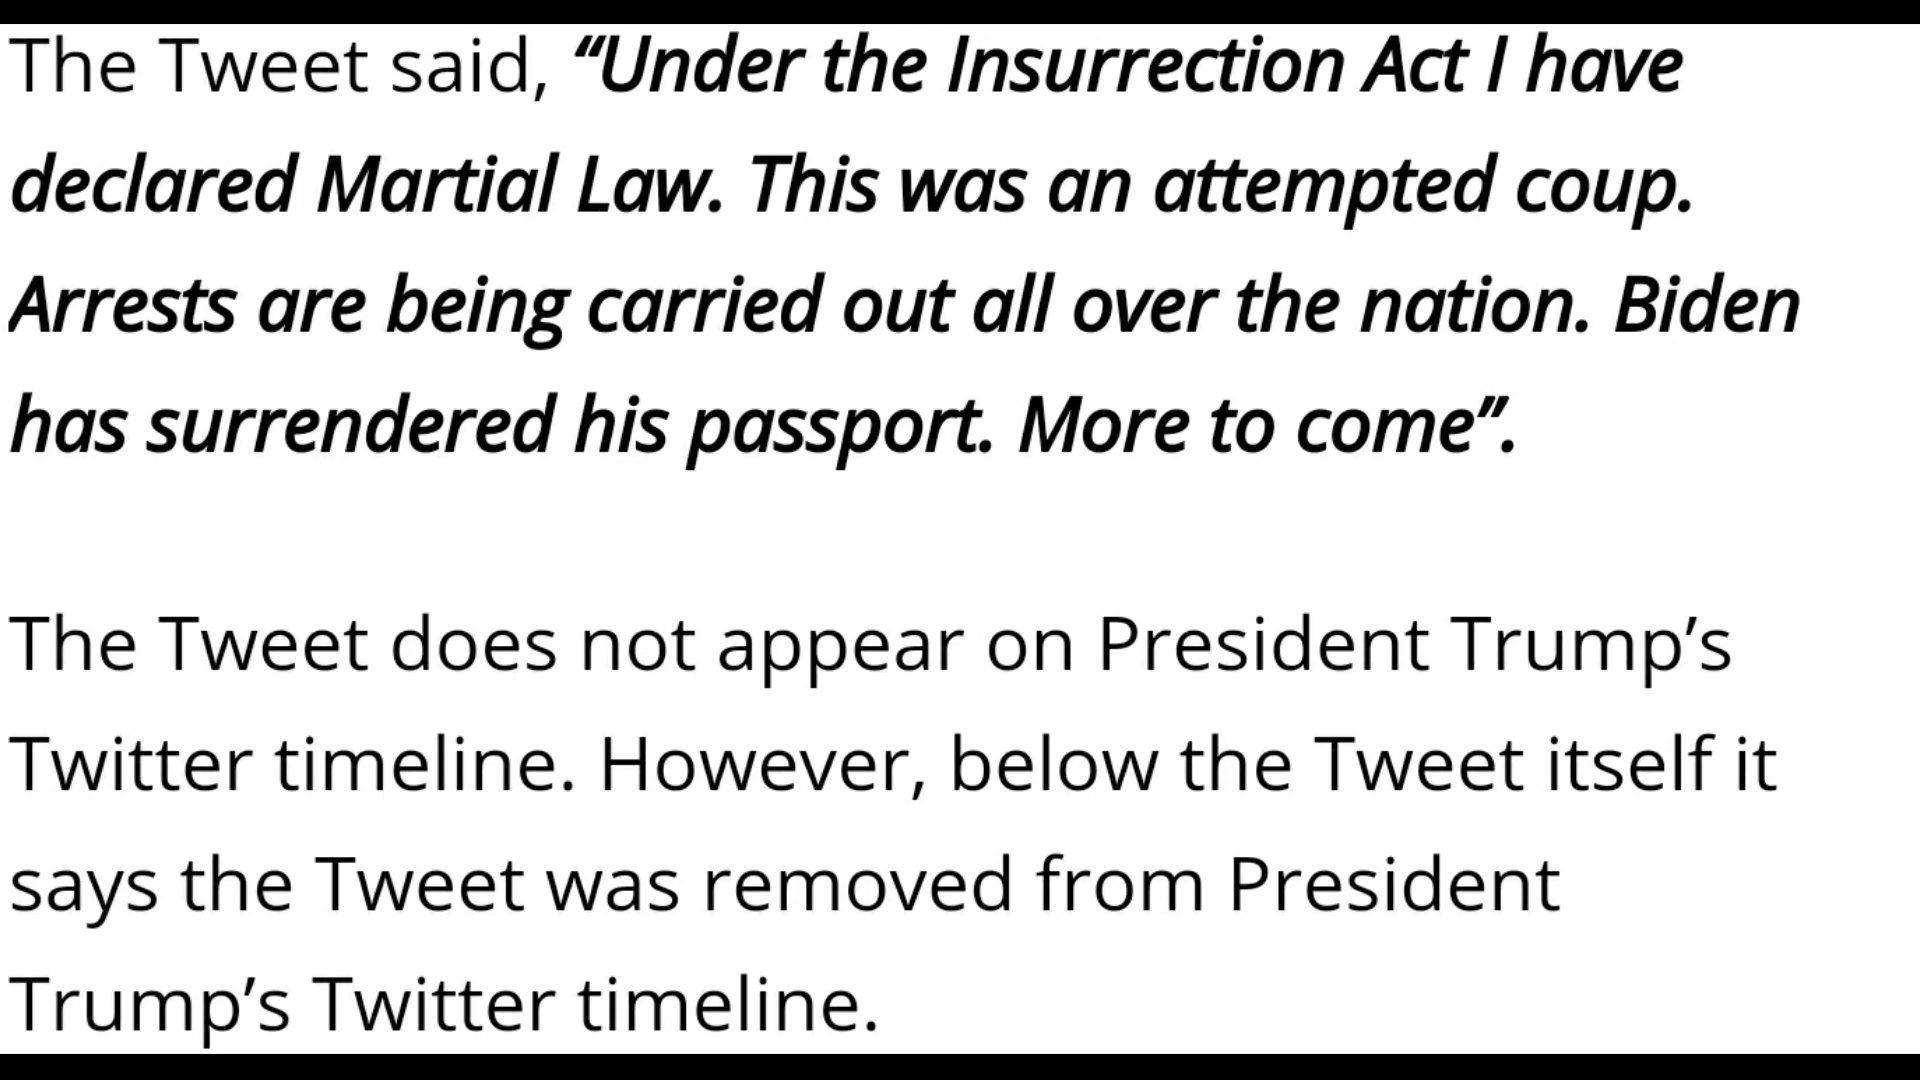 The Tweet said, “Under the Insurrection Act I have
declared Martial Law. This was an attempted coup.
Arrests are being carried out all over the nation. Biden
has surrendered his passport. More to come”.
The Tweet does not appear on President Trump’s
Twitter timeline. However, below the Tweet itself it
says the Tweet was removed from President
Trump’s Twitter timeline.